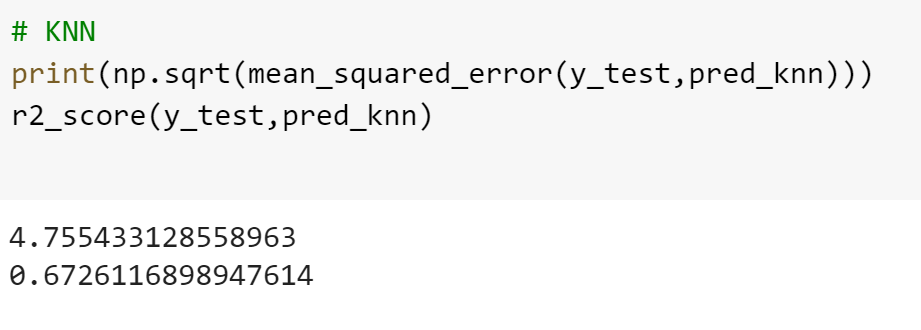 # KNN
print(np.sqrt(mean_squared_error(y_test,pred_knn)))
r2_score(y_test,pred_knn)
4.755433128558963
0.6726116898947614